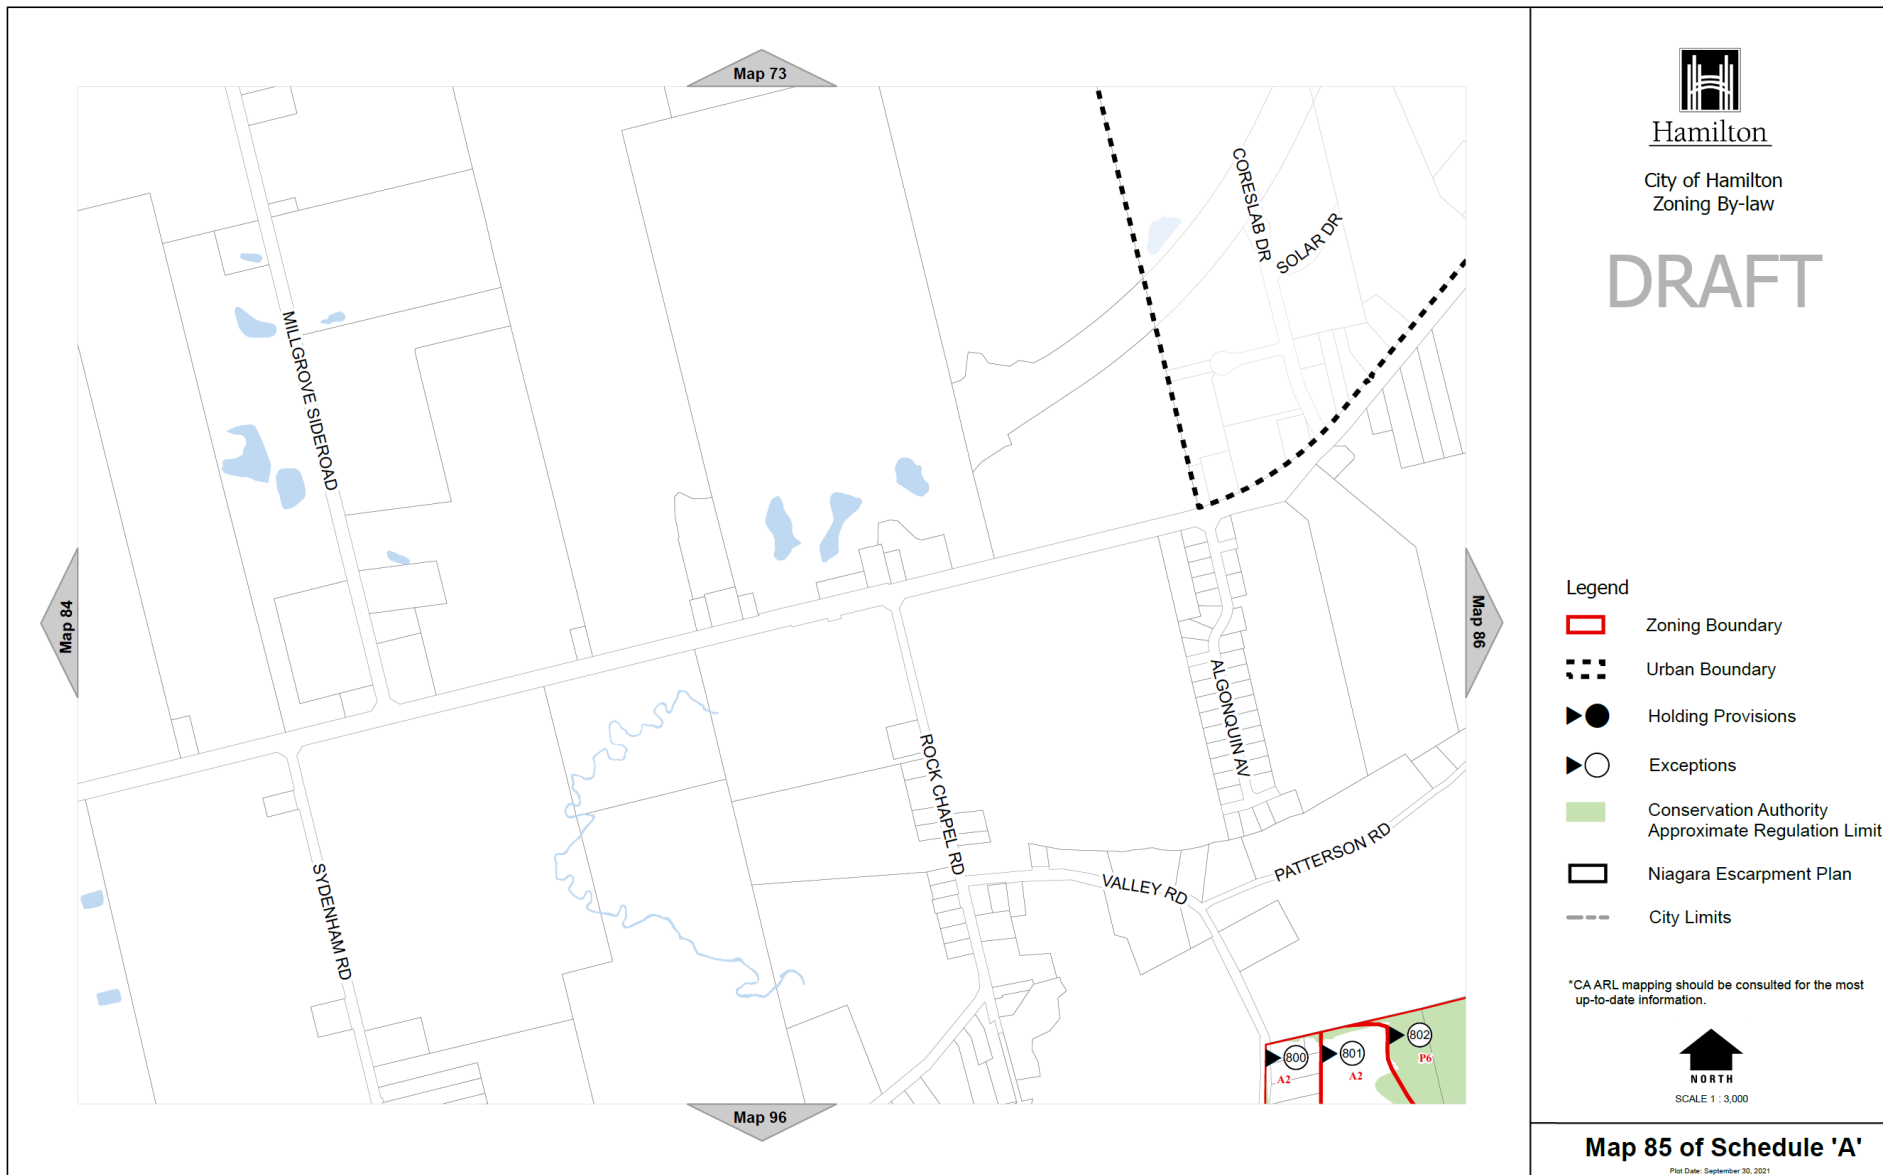 Map 73
Map 84
Map 86
Map 96
MILLGROVE SIDEROAD
CORESLAB DR
SOLAR DR
ALGONQUIN AV
ROCK CHAPEL RD
SYDENHAM RD
VALLEY RD
PATTERSON RD
800
A2
801
A2
802
P6
Hamilton
City of Hamilton
Zoning By-law
DRAFT
Legend
Zoning Boundary
Urban Boundary
Holding Provisions
Exceptions
Conservation Authority
Approximate Regulation Limit
Niagara Escarpment Plan
City Limits
*CA ARL mapping should be consulted for the most
up-to-date information.
NORTH
SCALE 1 : 3,000
Map 85 of Schedule 'A'
Plot Date: September 30, 2021